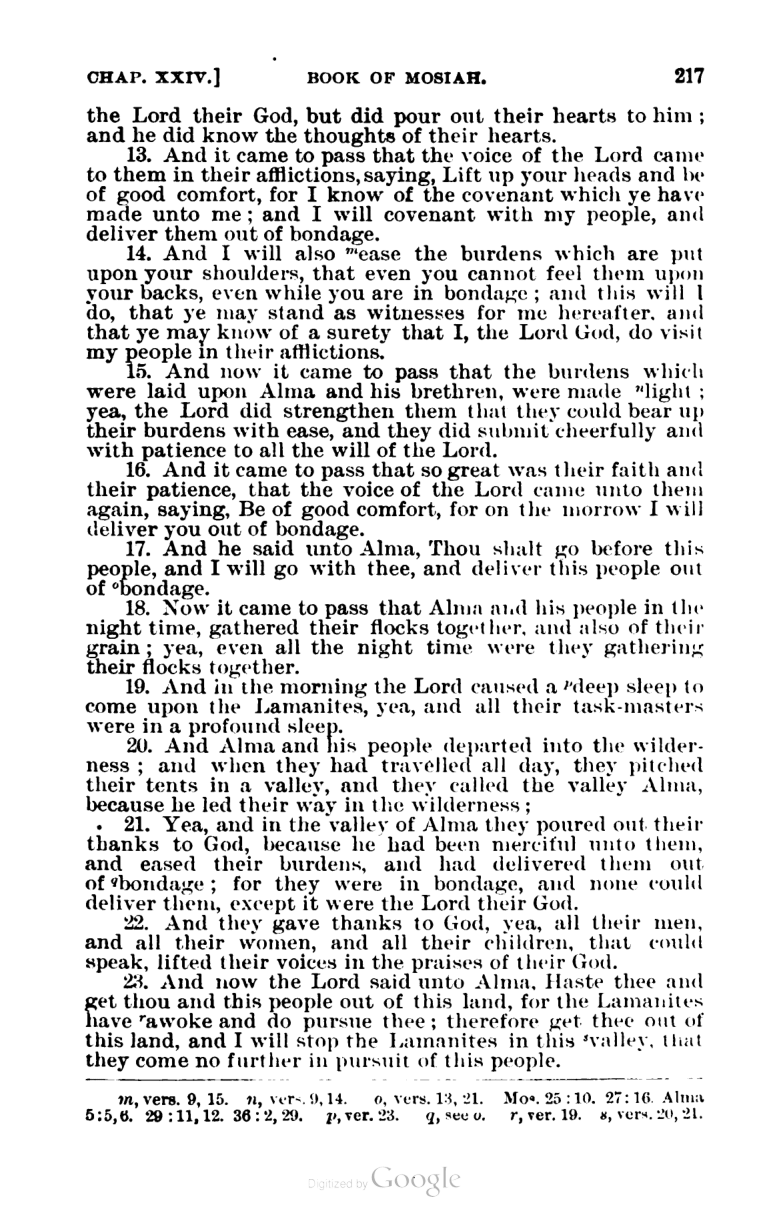 CHAP. XXIV.] BOOK OF MOSIAH. 217
the Lord their God, but did pour out their hearts to him ;
and he did know the thoughts of their hearts.
13. And it came to pass that the voice of the Lord came
to them in their afflictions, saying, Lift up your heads and be
of good comfort, for I know of the covenant which ye have
made unto me ; and I will covenant with my people, and
deliver them out of bondage.
14. And I will also mease the burdens which are put
upon your shoulders, that even you cannot feel them upon
your backs, even while you are in bondage ; and this will I
do, that ye may stand as witnesses for me hereafter, and
that ye may know of a surety that I, the Lord God, do visit
my people in their afflictions.
15. And now it came to pass that the burdens which
were laid upon Alma and his brethren, were made nlight ;
yea, the Lord did strengthen them that they could bear up
their burdens with ease, and they did submit cheerfully and
with patience to all the will of the Lord.
16. And it came to pass that so great was their faith and
their patience, that the voice of the Lord came unto them
again, saying, Be of good comfort, for on the morrow I will
deliver you out of bondage.
17. And he said unto Alma, Thou shalt go before this
people, and I will go with thee, and deliver this people out
of obondage.
18. Now it came to pass that Alma and his people in the
night time, gathered their flocks together, and also of their
grain ; yea, even all the night time were they gathering
their flocks together.
19. And in the morning the Lord caused a pdeep sleep to
come upon the Lamanites, yea, and all their task-masters
were in a profound sleep.
20. And Alma and his people departed into the wilder-
ness ; and when they had travelled all day, they pitched
their tents in a valley, and they called the valley Alma,
because he led their way in the wilderness ;
21. Yea, and in the valley of Alma they poured out their
thanks to God, because he had been merciful unto them,
and eased their burdens, and had delivered them out
of qbondage ; for they were in bondage, and none could
deliver them, except it were the Lord their God.
22. And they gave thanks to God, yea, all their men,
and all their women, and all their children, that could
speak, lifted their voices in the praises of their God.
23. And now the Lord said unto Alma, Haste thee and
get thou and this people out of this land, for the Lamanites
have rawoke and do pursue thee ; therefore get thee out of
this land, and I will stop the Lamanites in this svalley, that
they come no further in pursuit of this people.
m, vers. 9, 15. n, vers. 9, 14. o, vers. 13, 21. Mos. 25 : 10. 27 : 16. Alma
5 : 5, 6. 29 : 11, 12. 36 : 2, 29. p, ver. 23. q, see o. r, ver. 19. s, vers. 20, 21.
Digitized by Google